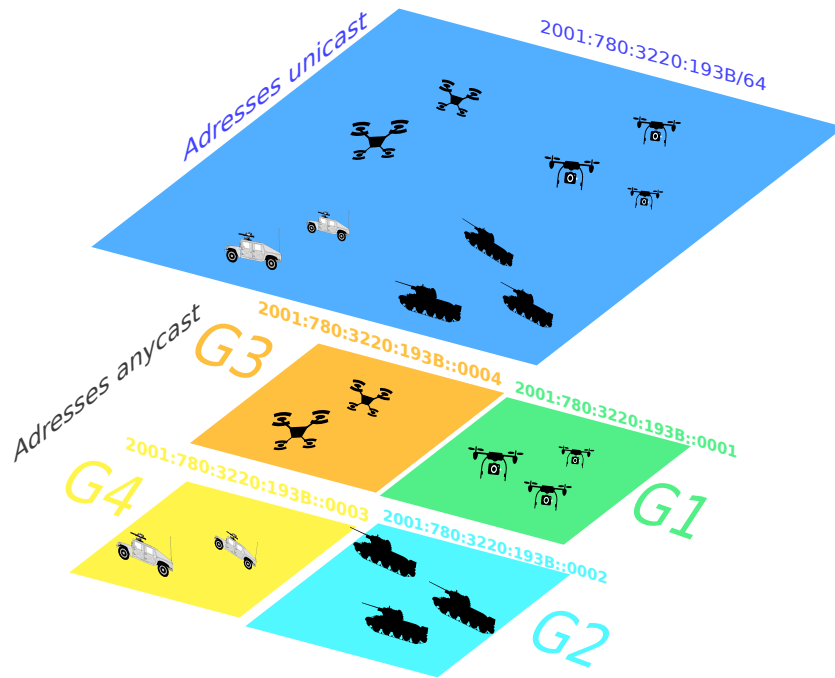 Adresses unicast
2001:780:3220:193B/64
Adresses anycast
G3
2001:780:3220:193B::0004
2001:780:3220:193B::0001
G1
G4
2001:780:3220:193B::0003
2001:780:3220:193B::0002
G2